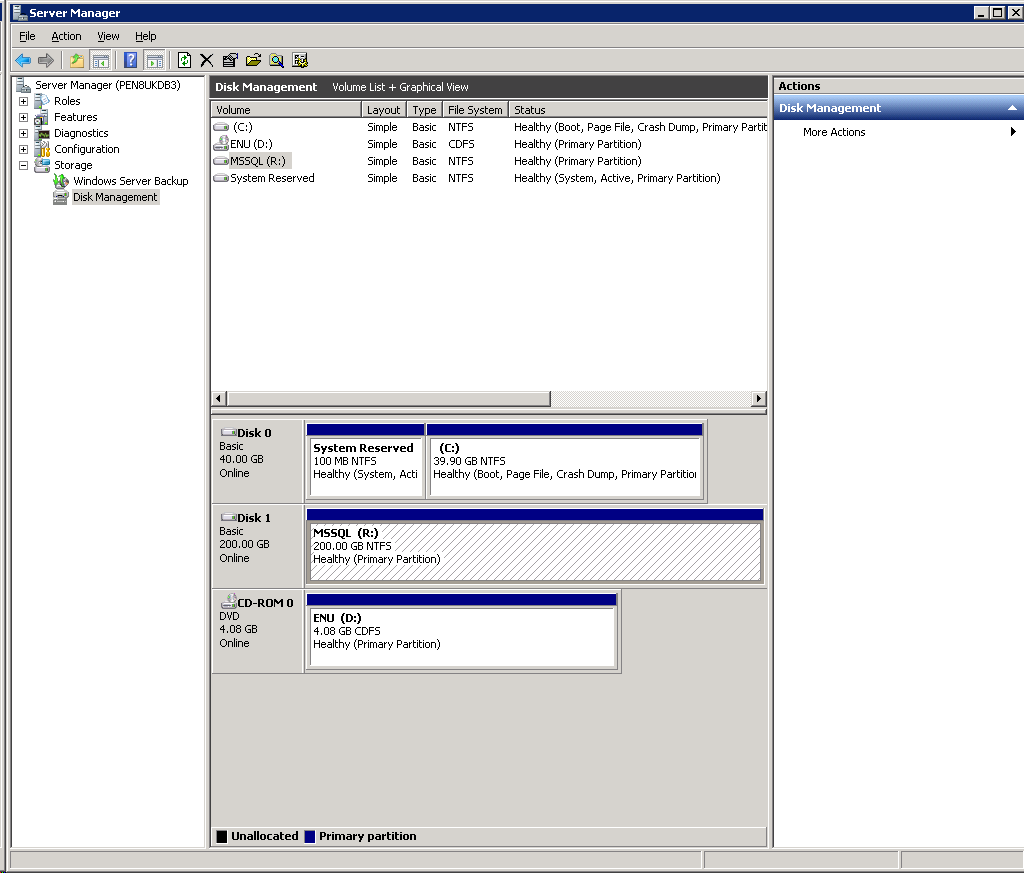 Server Manager
File Action View Help
Server Manager (PEN8UKDB3)
Roles
Features
Diagnostics
Configuration
Storage
Windows Server Backup
Disk Management
Disk Management Volume List + Graphical View
Volume Layout Type File System Status
(C:) Simple Basic NTFS Healthy (Boot, Page File, Crash Dump, Primary Partit
ENU (D:) Simple Basic CDFS Healthy (Primary Partition)
MSSQL (R:) Simple Basic NTFS Healthy (Primary Partition)
System Reserved Simple Basic NTFS Healthy (System, Active, Primary Partition)
Disk 0
Basic
40.00 GB
Online
System Reserved
100 MB NTFS
Healthy (System, Acti
(C:)
39.90 GB NTFS
Healthy (Boot, Page File, Crash Dump, Primary Partition
Disk 1
Basic
200.00 GB
Online
MSSQL (R:)
200.00 GB NTFS
Healthy (Primary Partition)
CD-ROM 0
DVD
4.08 GB
Online
ENU (D:)
4.08 GB CDFS
Healthy (Primary Partition)
Unallocated Primary partition
Actions
Disk Management
More Actions